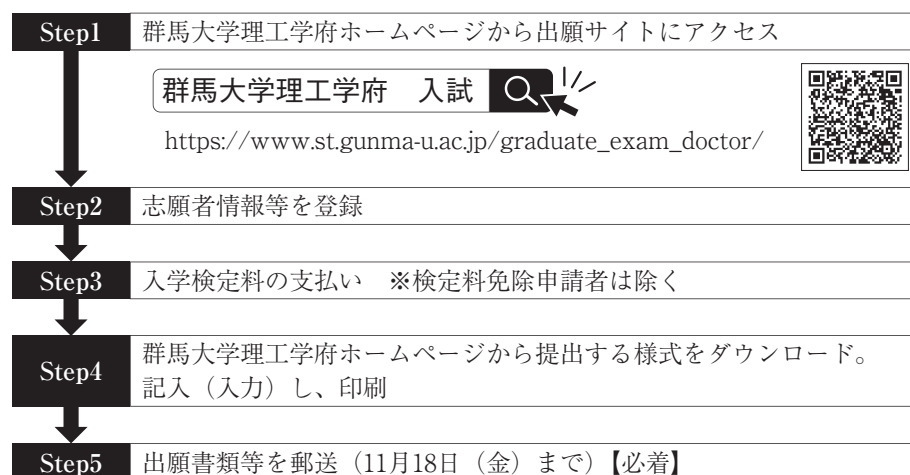 Step1 群馬大学理工学府ホームページから出願サイトにアクセス
群馬大学理工学府　入試
https://www.st.gunma-u.ac.jp/graduate_exam_doctor/
Step2 志願者情報等を登録
Step3 入学検定料の支払い　※検定料免除申請者は除く
Step4 群馬大学理工学府ホームページから提出する様式をダウンロード。
記入（入力）し、印刷
Step5 出願書類等を郵送（11月18日（金）まで）【必着】